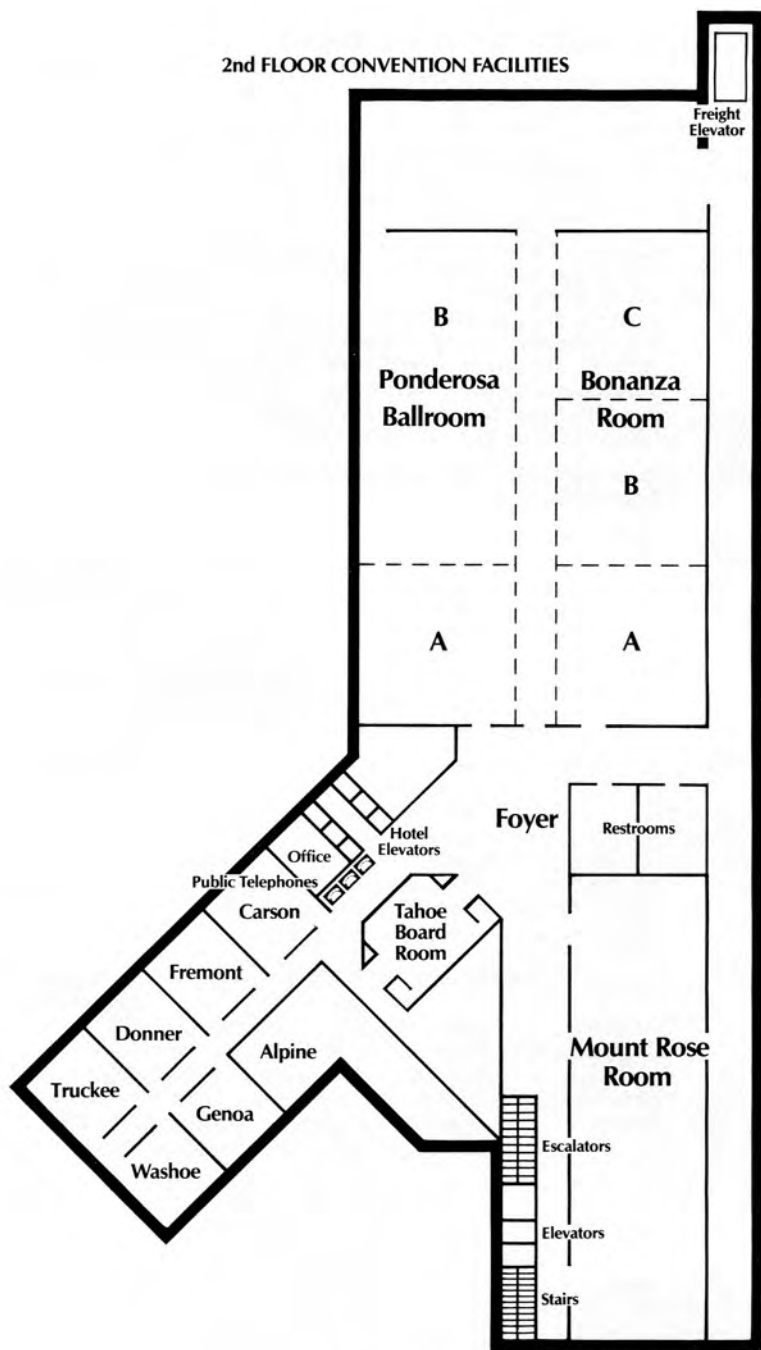 2nd FLOOR CONVENTION FACILITIES
Freight
Elevator
B
Ponderosa
Ballroom
C
Bonanza
Room
B
A
A
Foyer
Restrooms
Hotel
Elevators
Office
Public Telephones
Carson
Tahoe
Board
Room
Fremont
Donner
Alpine
Mount Rose
Room
Truckee
Genoa
Washoe
Escalators
Elevators
Stairs